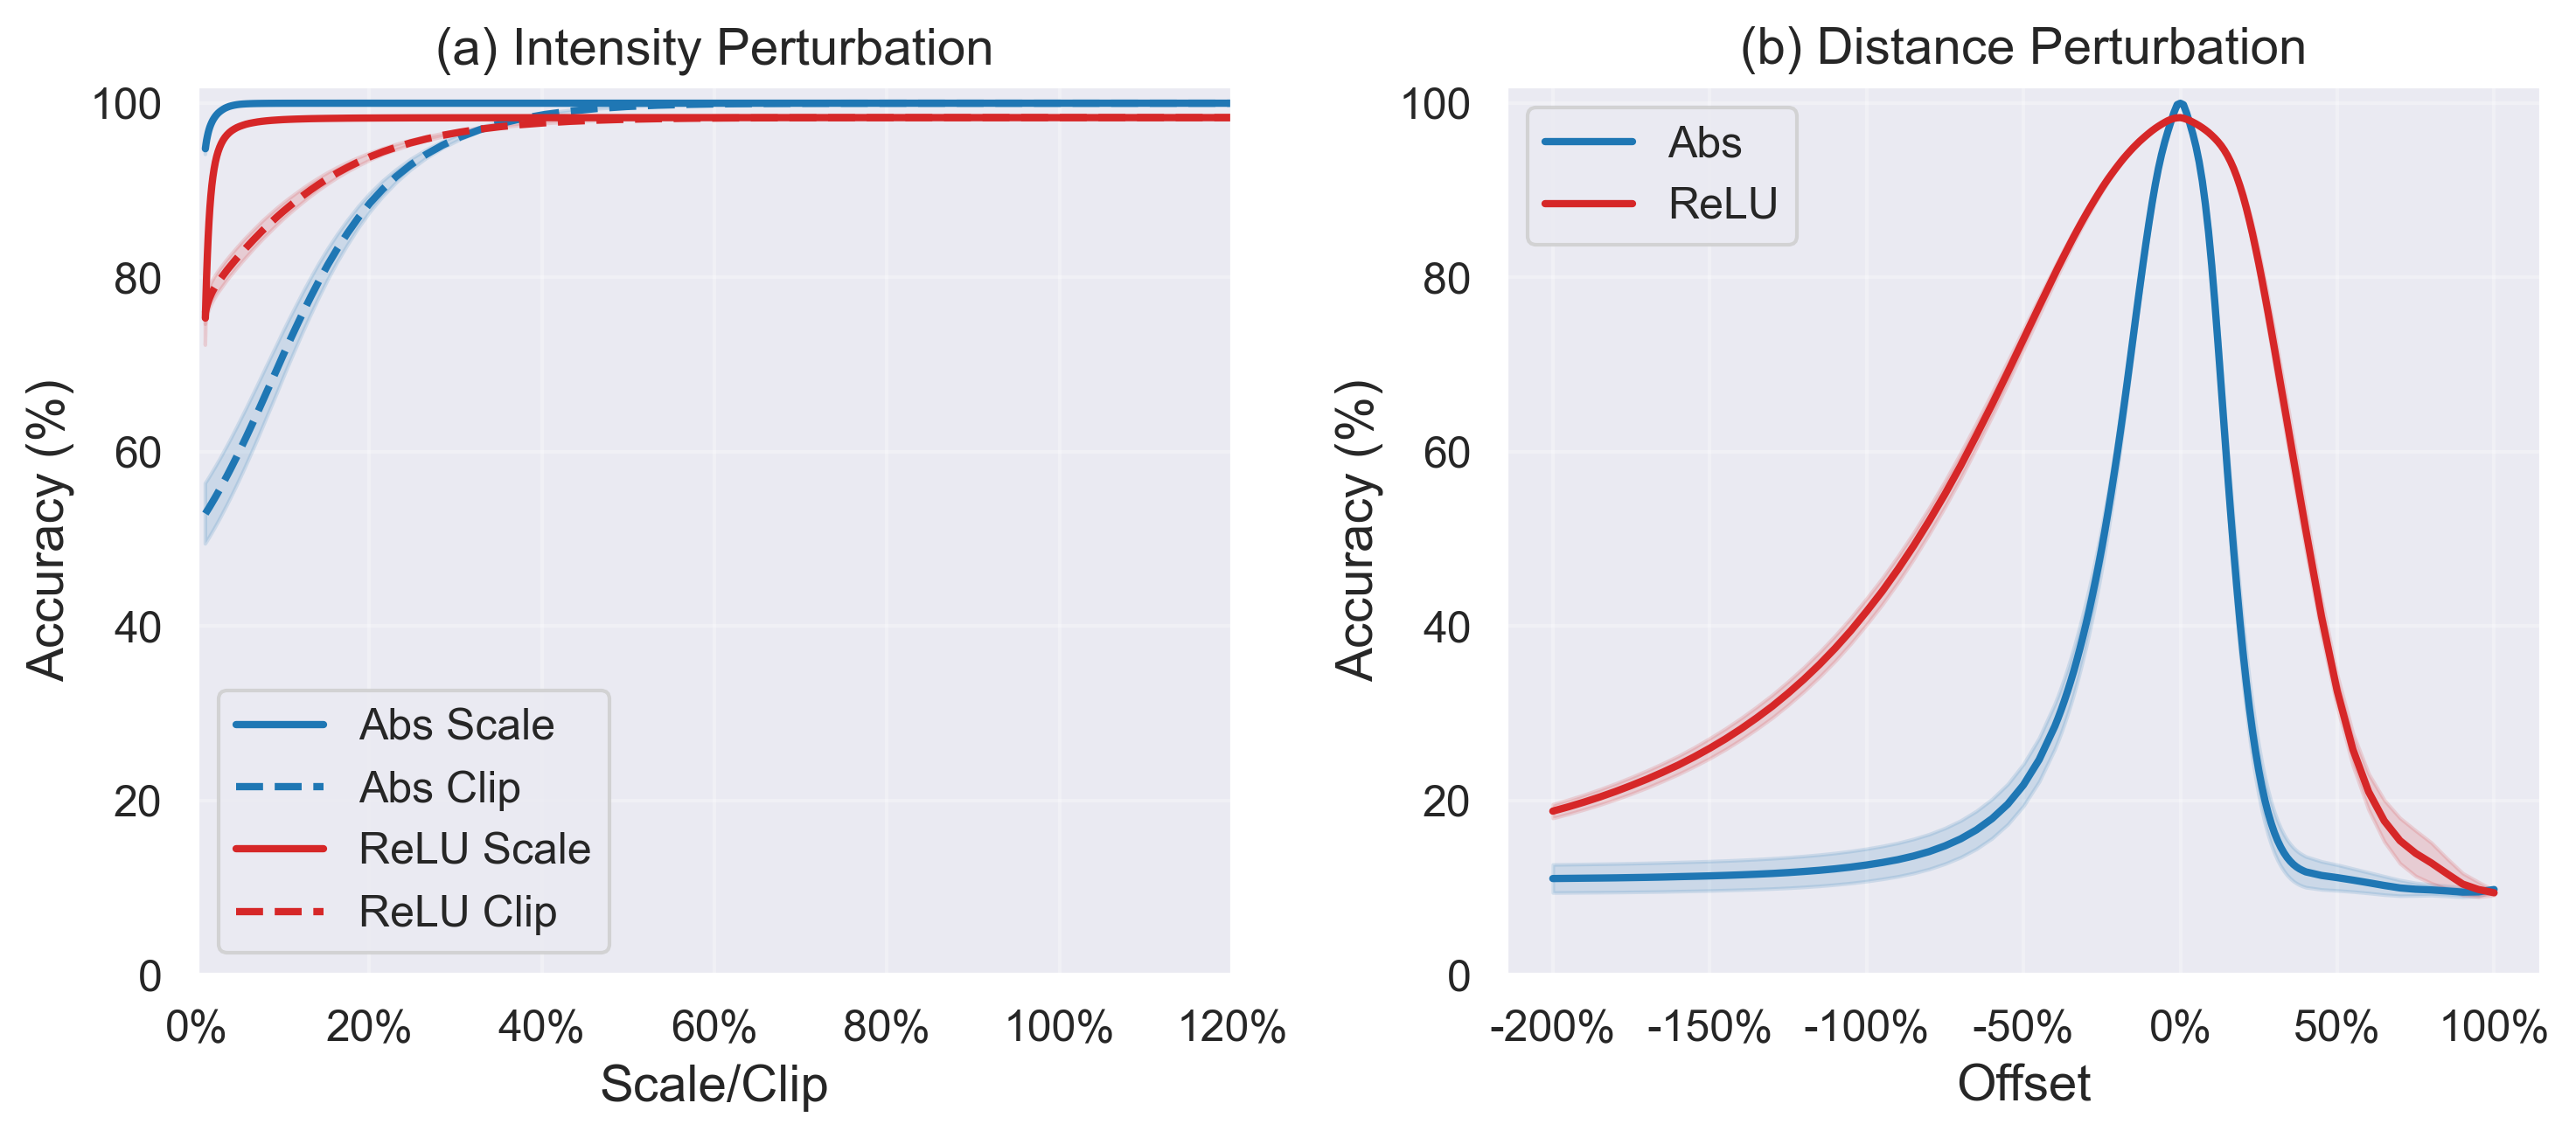 (a) Intensity Perturbation
Accuracy (%)
100
80
60
40
20
0
Abs Scale
Abs Clip
ReLU Scale
ReLU Clip
0% 20% 40% 60% 80% 100% 120%
Scale/Clip
(b) Distance Perturbation
Accuracy (%)
100
80
60
40
20
0
Abs
ReLU
-200% -150% -100% -50% 0% 50% 100%
Offset